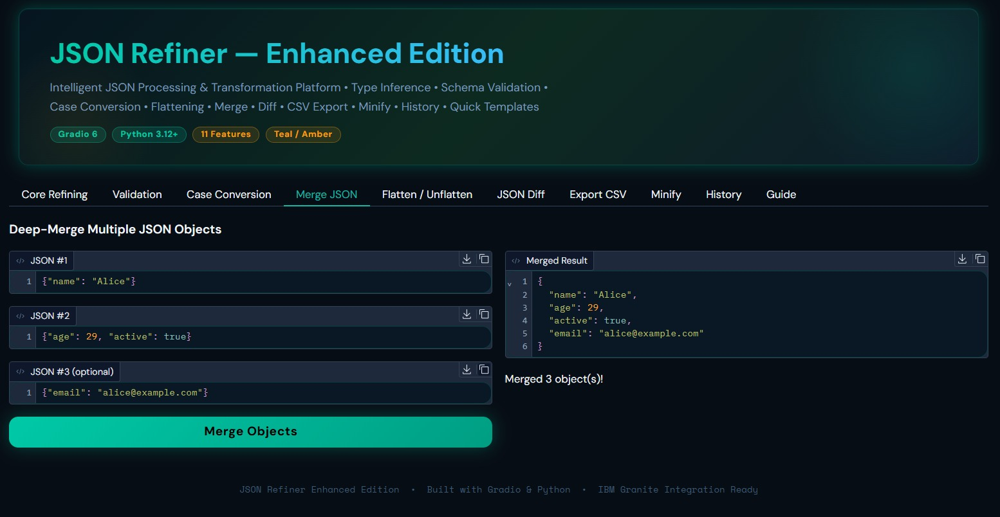 JSON Refiner — Enhanced Edition
Intelligent JSON Processing & Transformation Platform • Type Inference • Schema Validation •
Case Conversion • Flattening • Merge • Diff • CSV Export • Minify • History • Quick Templates
Gradio 6 Python 3.12+ 11 Features Teal / Amber
Core Refining Validation Case Conversion Merge JSON Flatten / Unflatten JSON Diff Export CSV Minify History Guide
Deep-Merge Multiple JSON Objects
</> JSON #1
1 {"name": "Alice"}
</> JSON #2
1 {"age": 29, "active": true}
</> JSON #3 (optional)
1 {"email": "alice@example.com"}
Merge Objects
</> Merged Result
1 {
2 "name": "Alice",
3 "age": 29,
4 "active": true,
5 "email": "alice@example.com"
6 }
Merged 3 object(s)!
JSON Refiner Enhanced Edition • Built with Gradio & Python • IBM Granite Integration Ready